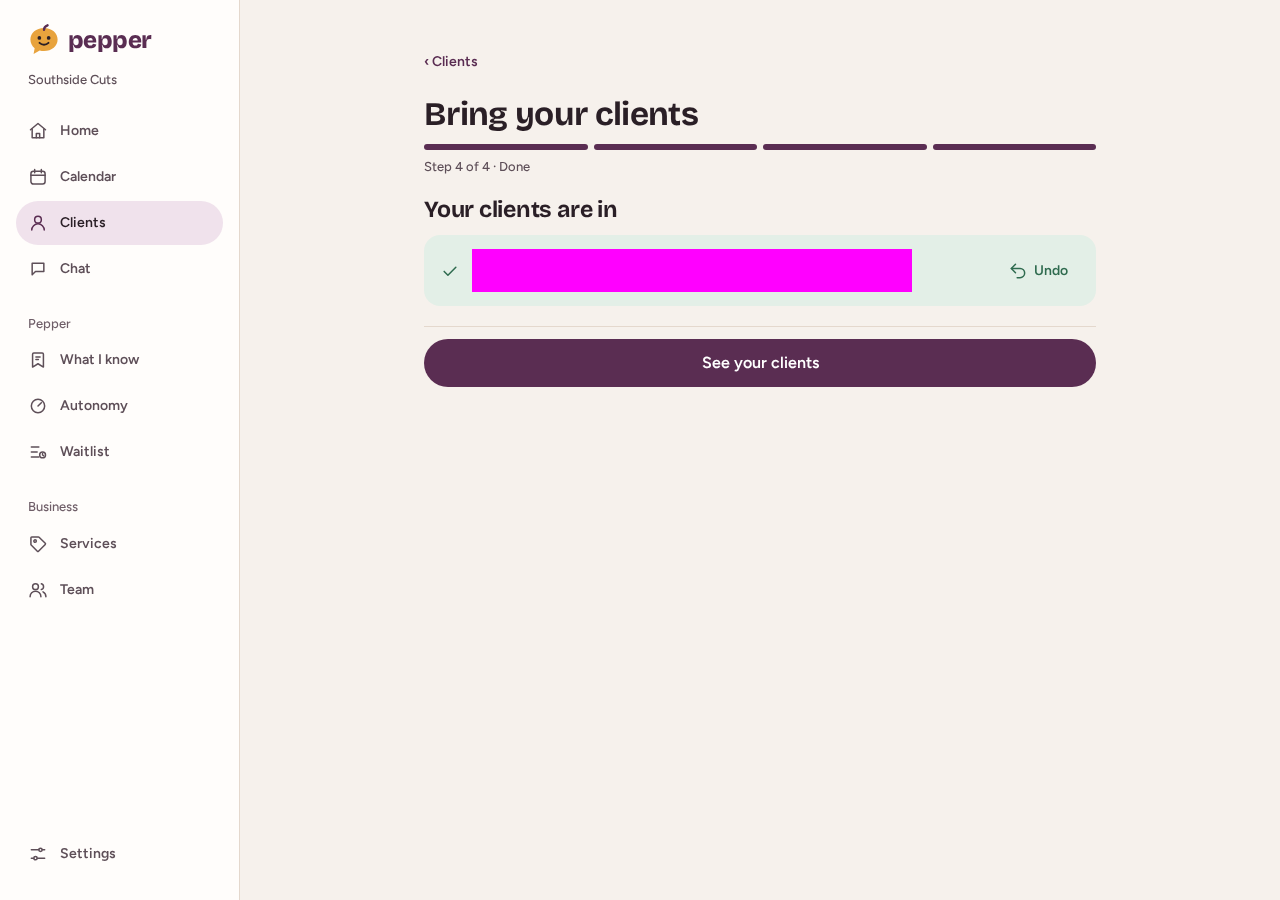 pepper
Southside Cuts
Home
Calendar
Clients
Chat
Pepper
What I know
Autonomy
Waitlist
Business
Services
Team
Settings
‹ Clients
Bring your clients
Step 4 of 4 · Done
Your clients are in
Undo
See your clients